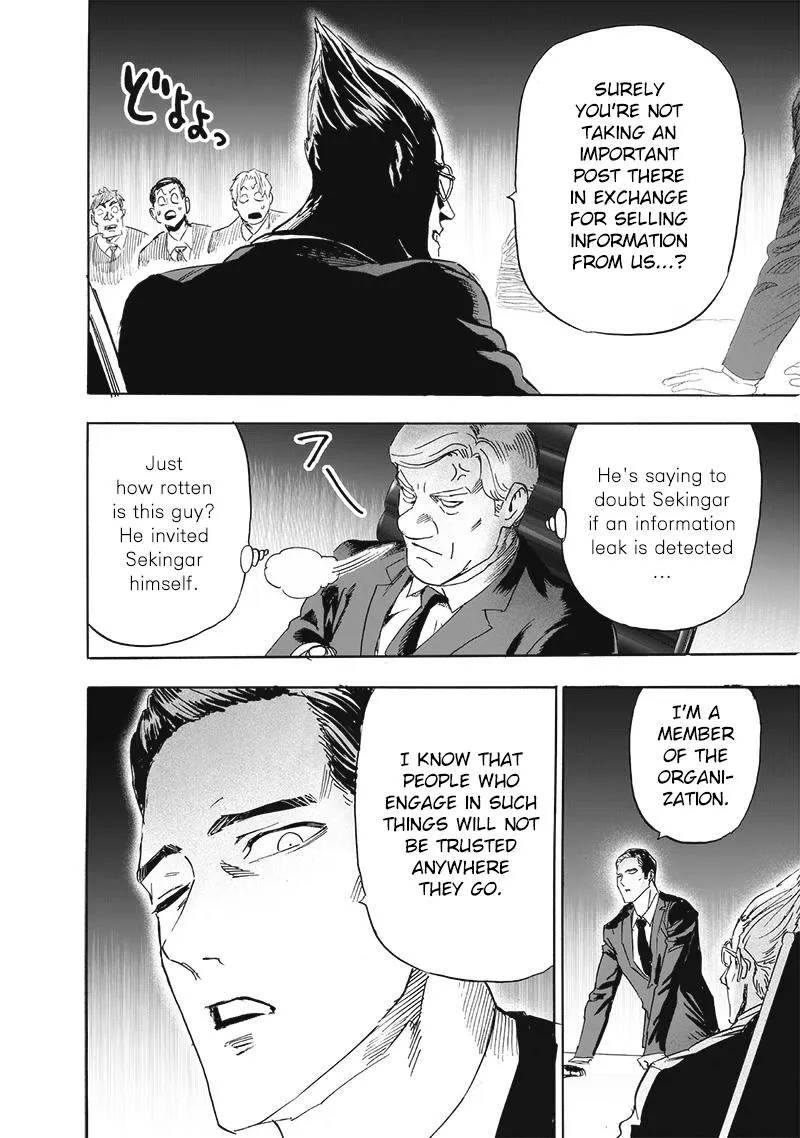 SURELY
YOU'RE NOT
TAKING AN
IMPORTANT
POST THERE
IN EXCHANGE
FOR SELLING
INFORMATION
FROM US...?
どよよっ
He's saying to
doubt Sekingar
if an information
leak is detected
...
フー
Just
how rotten
is this guy?
He invited
Sekingar
himself.
I'M A
MEMBER
OF THE
ORGANI-
ZATION.
I KNOW THAT
PEOPLE WHO
ENGAGE IN SUCH
THINGS WILL NOT
BE TRUSTED
ANYWHERE
THEY GO.